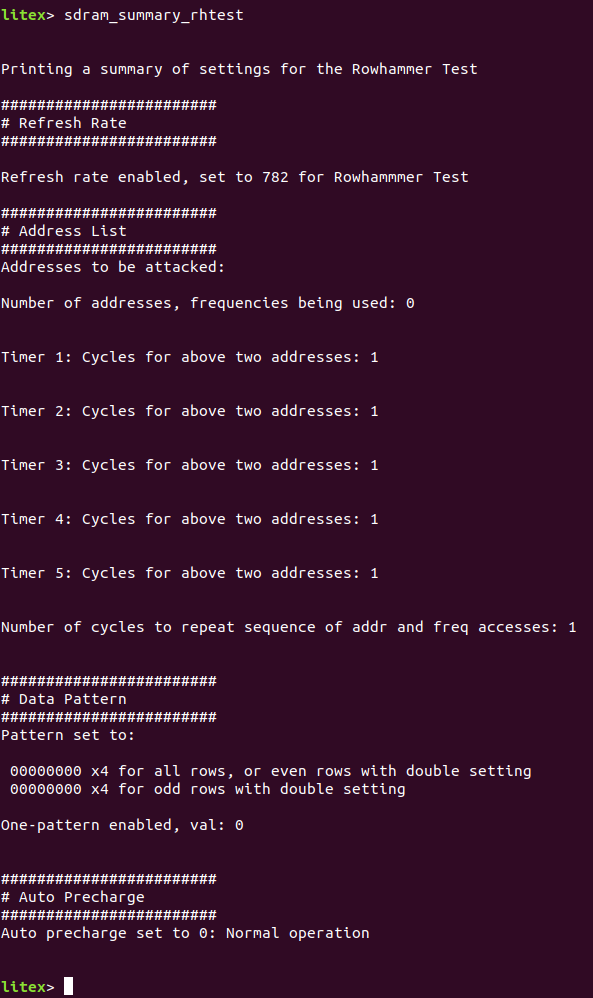 litex> sdram_summary_rhtest
Printing a summary of settings for the Rowhammer Test
########################
# Refresh Rate
########################
Refresh rate enabled, set to 782 for Rowhammmer Test
########################
# Address List
########################
Addresses to be attacked:
Number of addresses, frequencies being used: 0
Timer 1: Cycles for above two addresses: 1
Timer 2: Cycles for above two addresses: 1
Timer 3: Cycles for above two addresses: 1
Timer 4: Cycles for above two addresses: 1
Timer 5: Cycles for above two addresses: 1
Number of cycles to repeat sequence of addr and freq accesses: 1
########################
# Data Pattern
########################
Pattern set to:
00000000 x4 for all rows, or even rows with double setting
00000000 x4 for odd rows with double setting
One-pattern enabled, val: 0
########################
# Auto Precharge
########################
Auto precharge set to 0: Normal operation
litex>